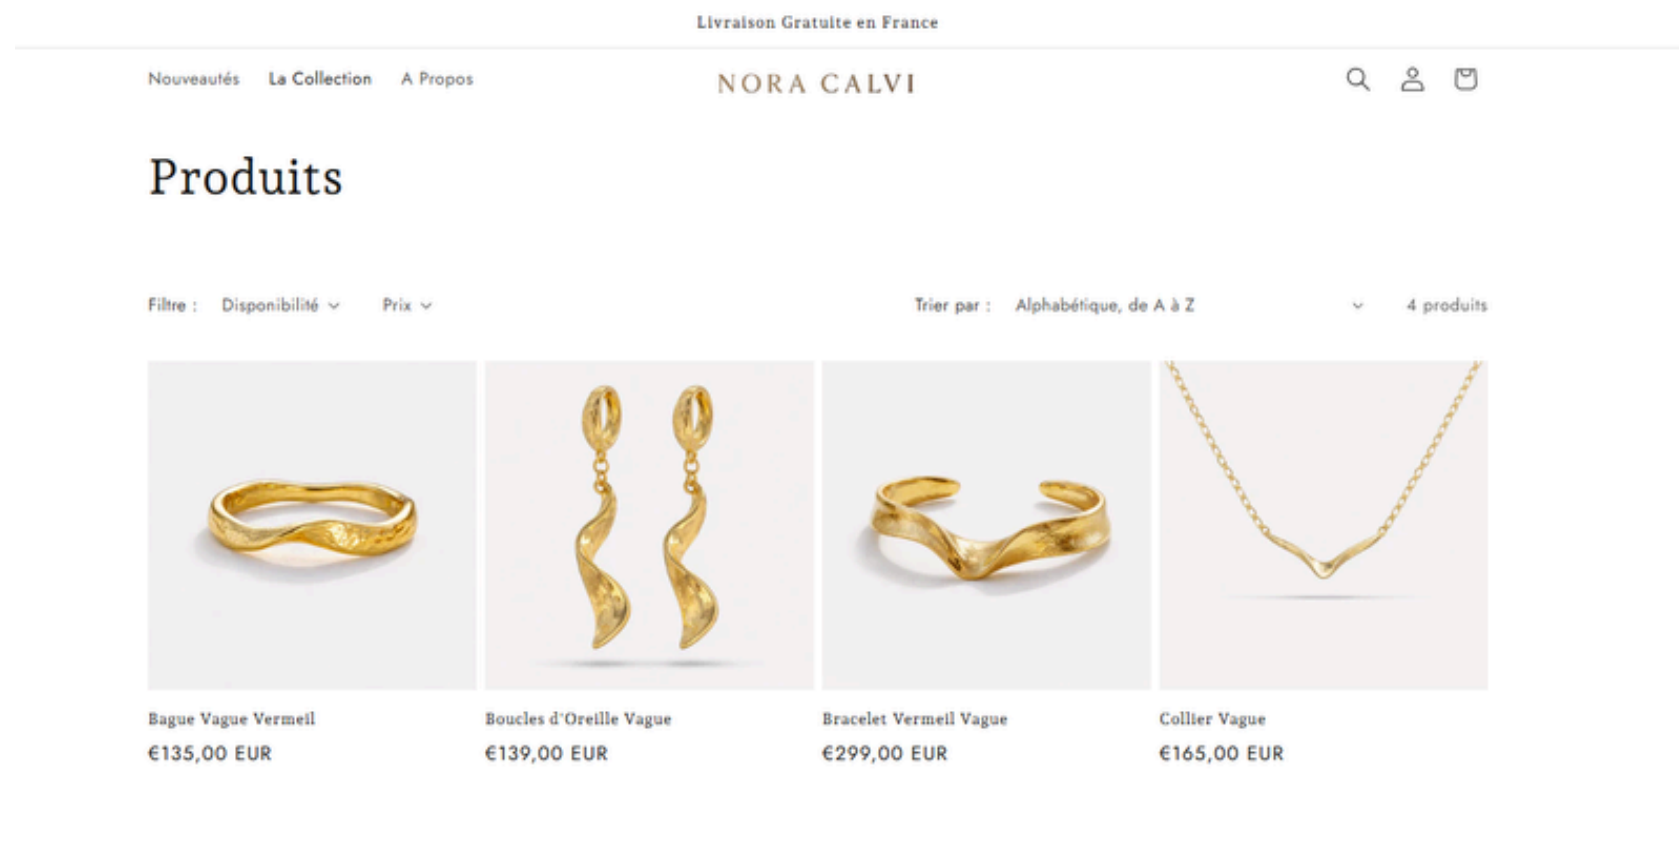 Livraison Gratuite en France
Nouveautés La Collection A Propos
NORA CALVI
Produits
Filtre : Disponibilité Prix
Trier par : Alphabétique, de A à Z
4 produits
Bague Vague Vermeil
€135,00 EUR
Boucles d'Oreille Vague
€139,00 EUR
Bracelet Vermeil Vague
€299,00 EUR
Collier Vague
€165,00 EUR